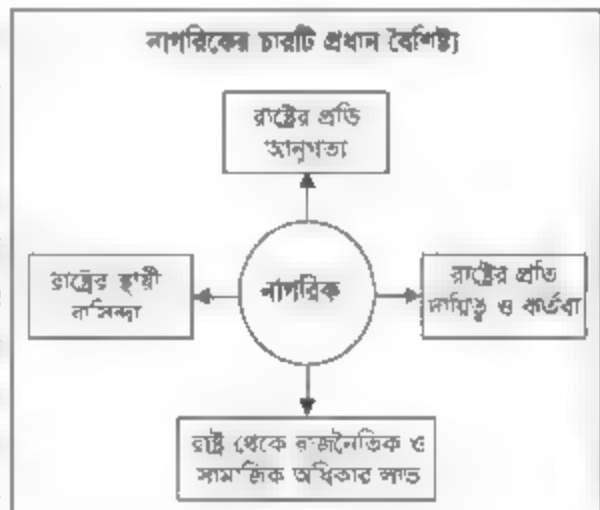 নাগরিকের চারটি প্রধান বৈশিষ্ট্য
রাষ্ট্রের প্রতি
আনুগত্য
রাষ্ট্রের স্থায়ী
বাসিন্দা
নাগরিক
রাষ্ট্রের প্রতি
দায়িত্ব ও কর্তব্য
রাষ্ট্র থেকে রাজনৈতিক ও
সামাজিক অধিকার লাভ